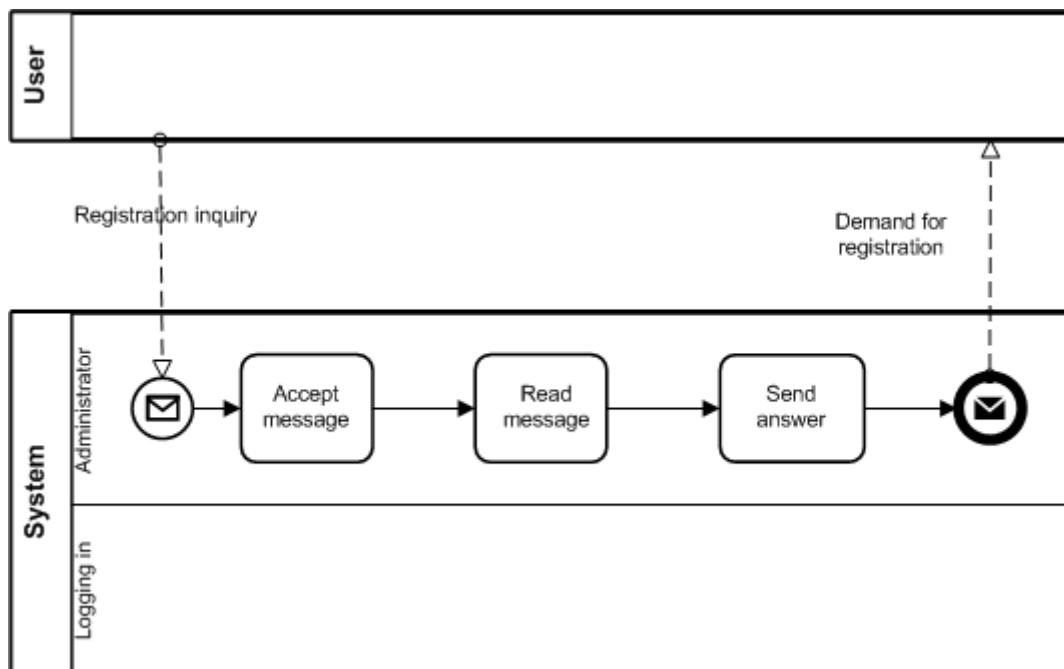 User
Registration inquiry
Demand for
registration
System
Administrator
Accept
message
Read
message
Send
answer
Logging in